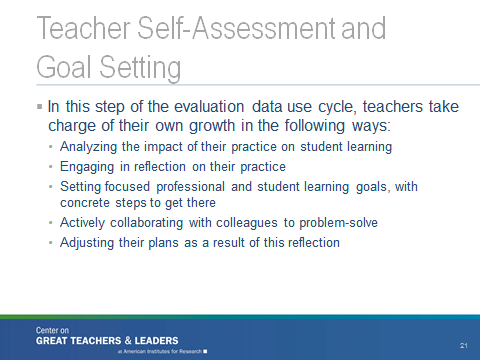 Teacher Self-Assessment and
Goal Setting
▪ In this step of the evaluation data use cycle, teachers take
charge of their own growth in the following ways:
• Analyzing the impact of their practice on student learning
• Engaging in reflection on their practice
• Setting focused professional and student learning goals, with
concrete steps to get there
• Actively collaborating with colleagues to problem-solve
• Adjusting their plans as a result of this reflection
Center on
GREAT TEACHERS & LEADERS
at American Institutes for Research ■
21